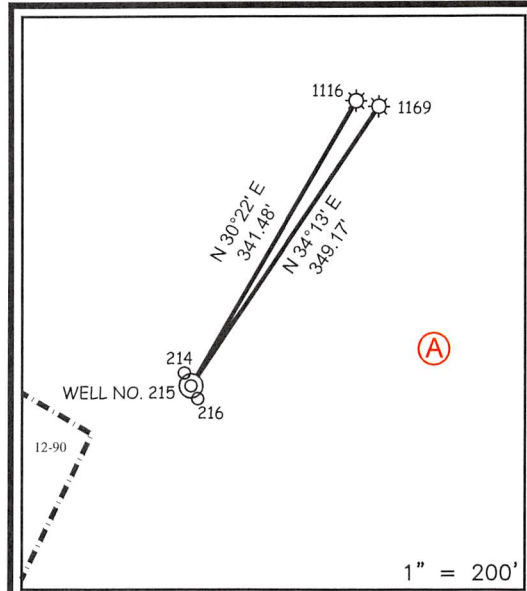 1116
1169
N 30°22' E
341.48'
N 34°13' E
349.17'
A
214
WELL NO. 215
216
12-90
1" = 200'